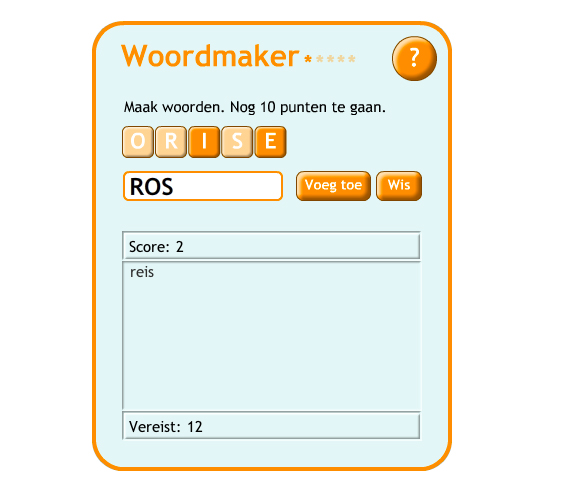 Woordmaker *****
?
Maak woorden. Nog 10 punten te gaan.
O R I S E
ROS Voeg toe Wis
Score: 2
reis
Vereist: 12